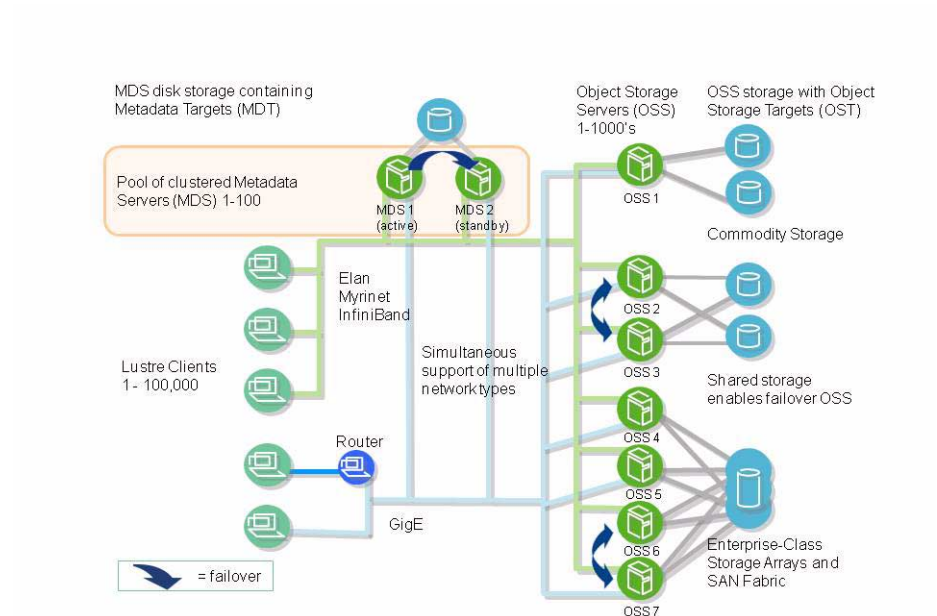 MDS disk storage containing
Metadata Targets (MDT)
Object Storage
Servers (OSS)
1-1000's
OSS storage with Object
Storage Targets (OST)
Pool of clustered Metadata
Servers (MDS) 1-100
MDS 1
(active)
MDS 2
(standby)
OSS 1
Commodity Storage
Elan
Myrinet
InfiniBand
OSS 2
Simultaneous
support of multiple
network types
OSS 3
Lustre Clients
1 - 100,000
Shared storage
enables failover OSS
OSS 4
Router
OSS 5
GigE
OSS 6
Enterprise-Class
Storage Arrays and
SAN Fabric
= failover
OSS 7